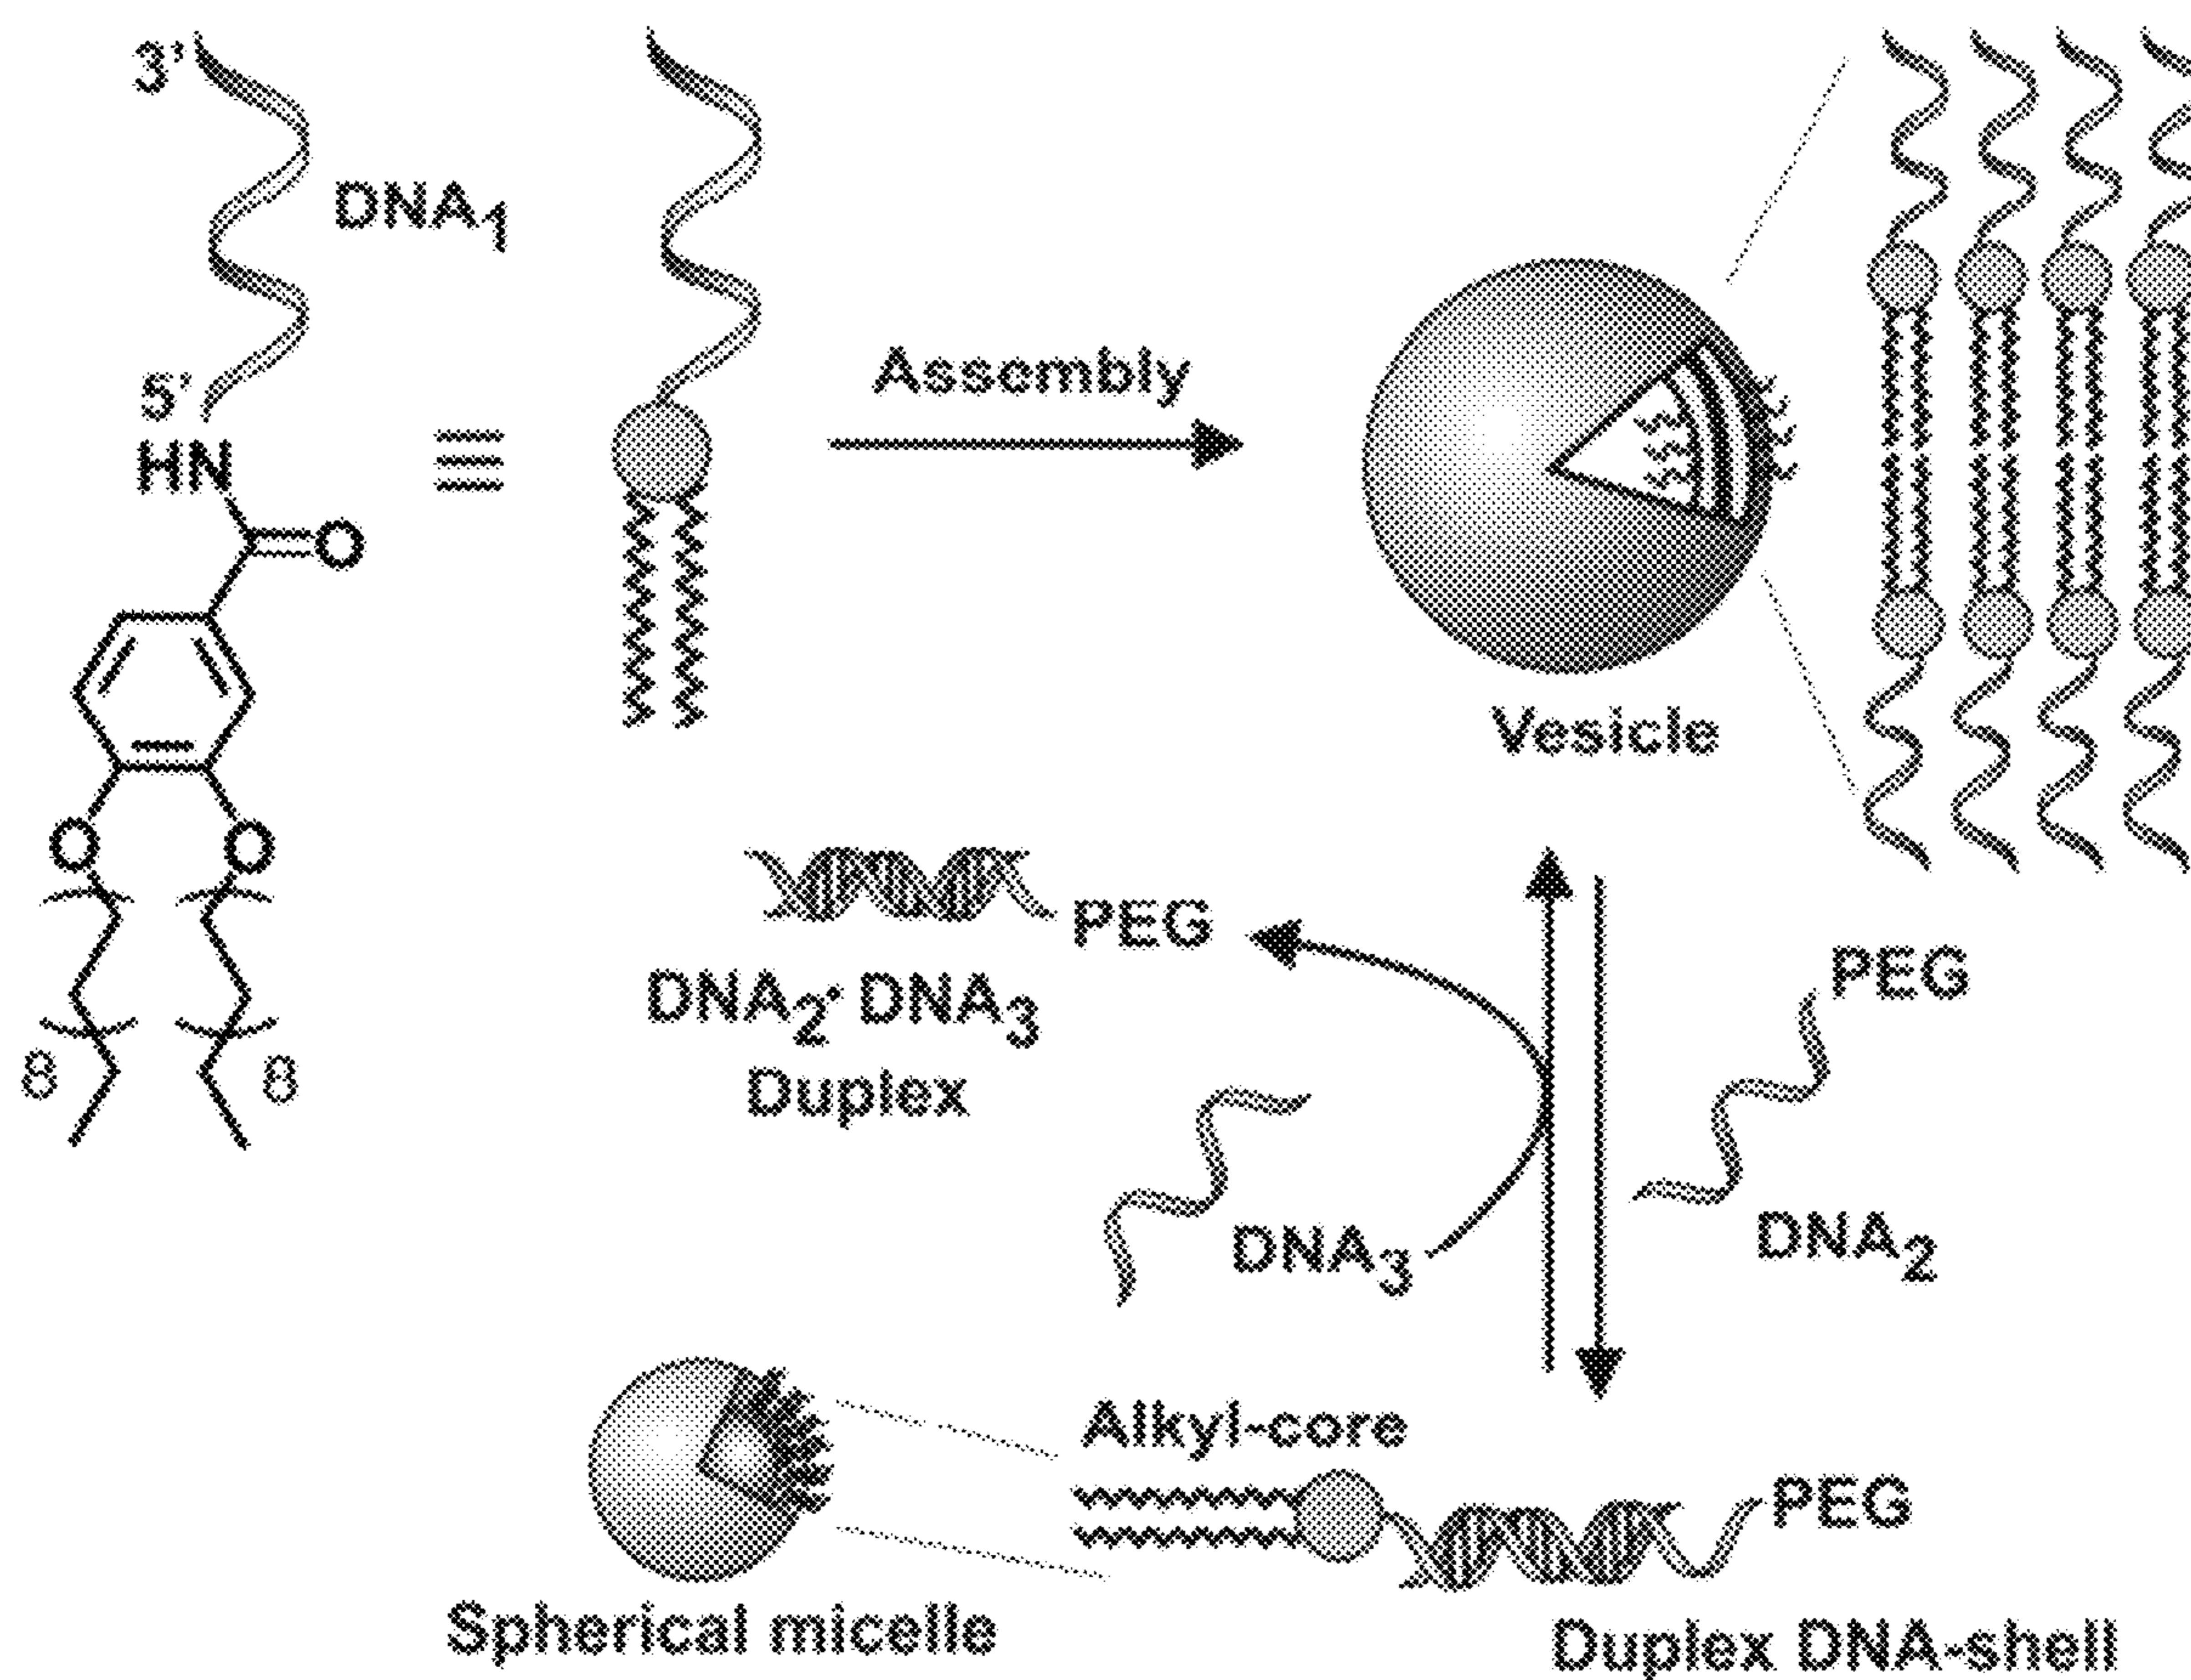 3'
DNA1
5'
HN
O
O
O
8
8
Assembly
Vesicle
PEG
DNA2· DNA3
Duplex
PEG
DNA3
DNA2
Alkyl-core
PEG
Spherical micelle
Duplex DNA-shell